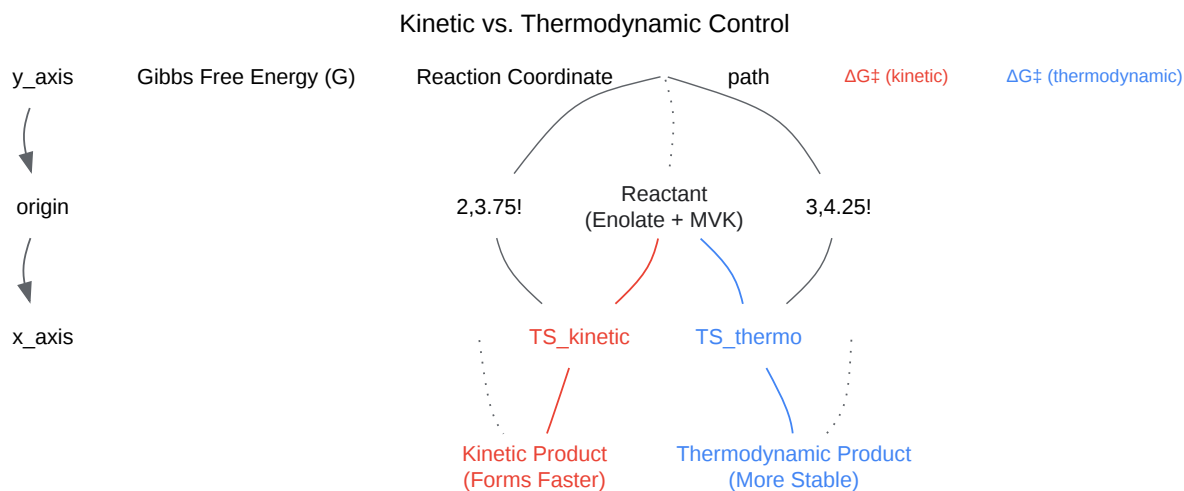 Kinetic vs. Thermodynamic Control
y_axis
Gibbs Free Energy (G)
Reaction Coordinate
path
ΔG‡ (kinetic)
ΔG‡ (thermodynamic)
origin
2,3.75!
Reactant
(Enolate + MVK)
3,4.25!
x_axis
TS_kinetic
TS_thermo
Kinetic Product
(Forms Faster)
Thermodynamic Product
(More Stable)